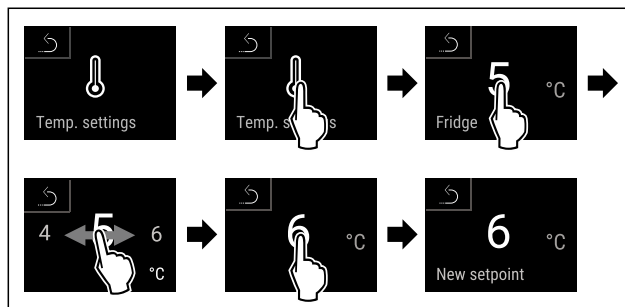 Temp. settings
Temp. s s
5 °C
Fridge
4 5 6
°C
6 °C
6 °C
New setpoint